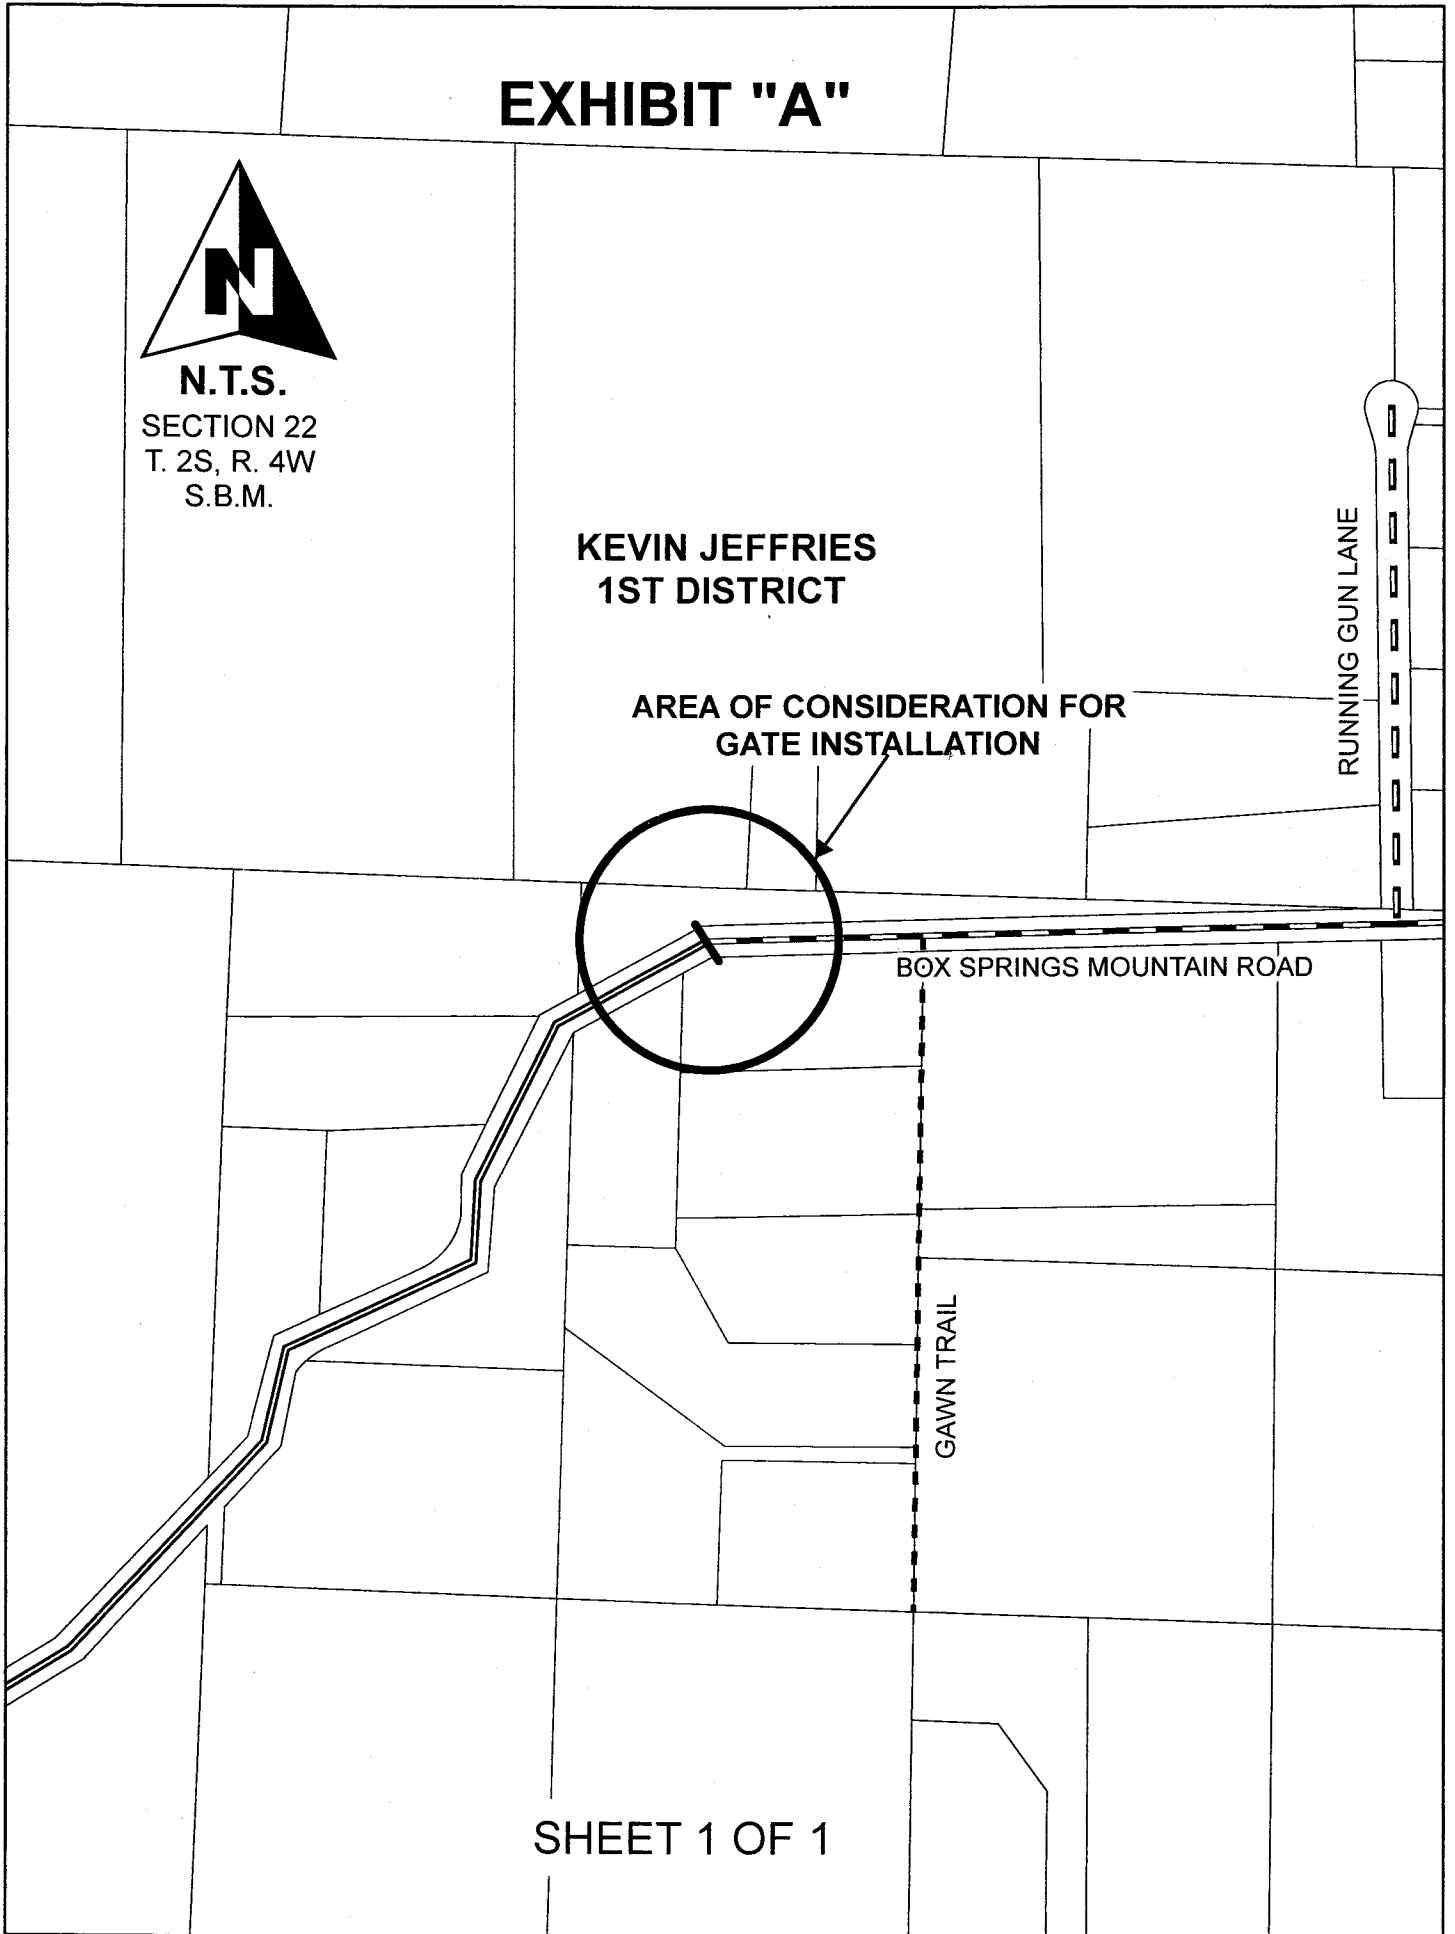 EXHIBIT "A"
N
N.T.S.
SECTION 22
T. 2S, R. 4W
S.B.M.
KEVIN JEFFRIES
1ST DISTRICT
AREA OF CONSIDERATION FOR
GATE INSTALLATION
RUNNING GUN LANE
BOX SPRINGS MOUNTAIN ROAD
GAWN TRAIL
SHEET 1 OF 1